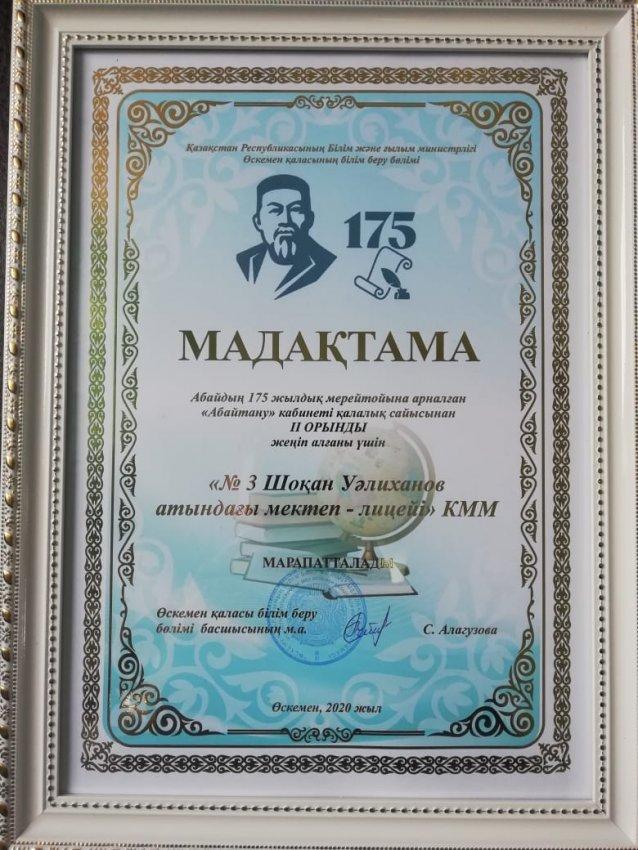 Қазақстан Республикасының Білім және ғылым министрлігі
Өскемен қаласының білім беру бөлімі
175
МАДАҚТАМА
Абайдың 175 жылдық мерейтойына арналған
«Абайтану» кабинеті қалалық сайысынан
ІІ ОРЫНДЫ
жеңіп алғаны үшін
«№ 3 Шоқан Уәлиханов
атындағы мектеп - лицейі» КММ
МАРАПАТТАЛАДЫ
Өскемен қаласы білім беру
бөлімі басшысының м.а.
С. Алагузова
Өскемен, 2020 жыл